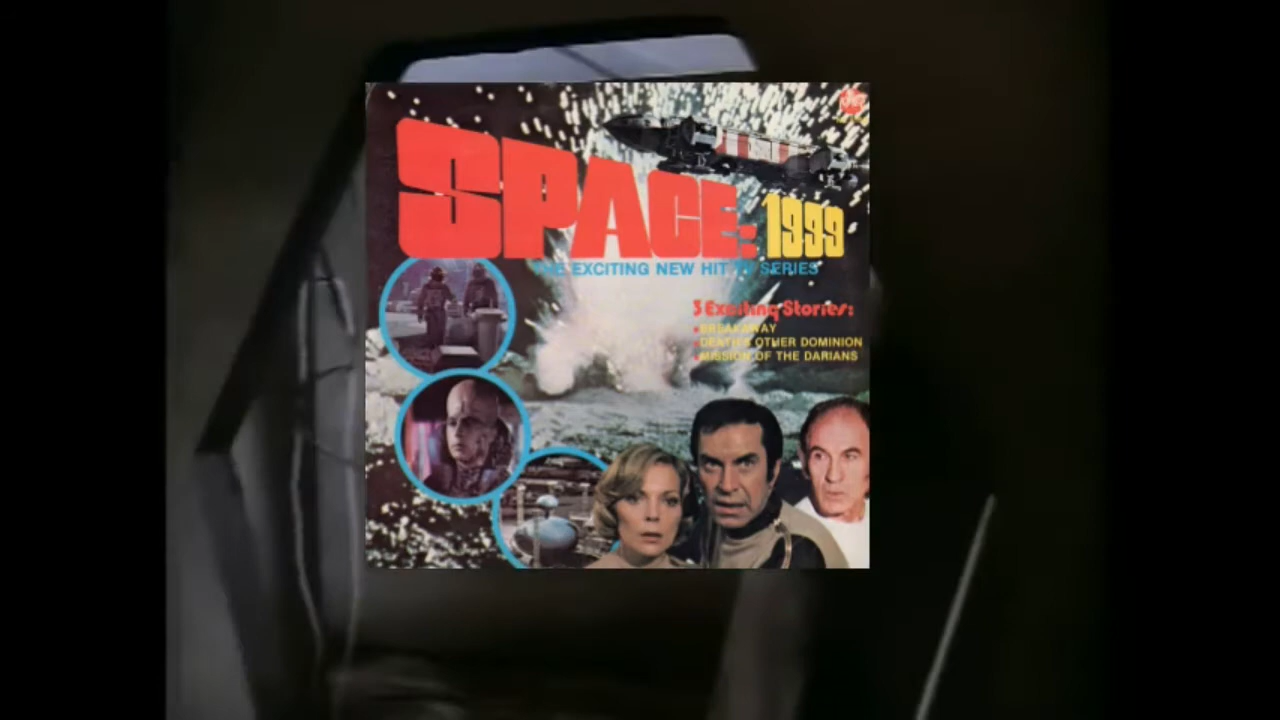 SPACE: 1999
THE EXCITING NEW HIT TV SERIES
3 Exciting Stories:
BREAKAWAY
DEATH'S OTHER DOMINION
MISSION OF THE DARIANS